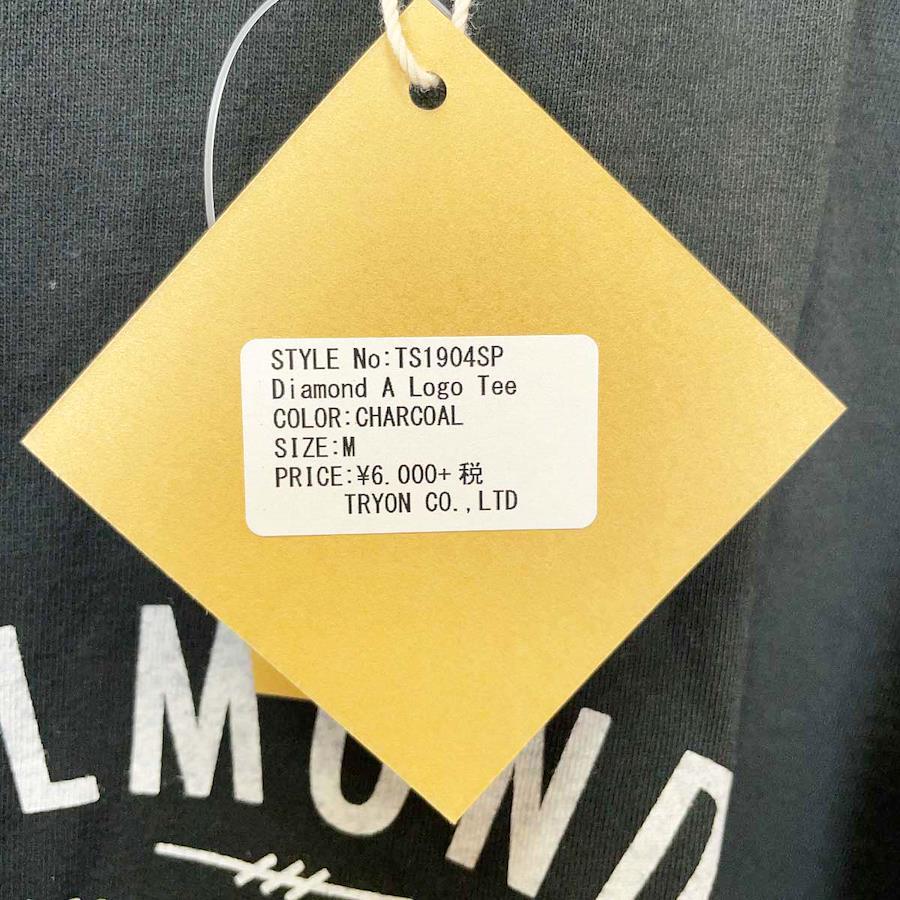 STYLE No:TS1904SP
Diamond A Logo Tee
COLOR:CHARCOAL
SIZE:M
PRICE:¥6.000+税
TRYON CO.,LTD
LMOND